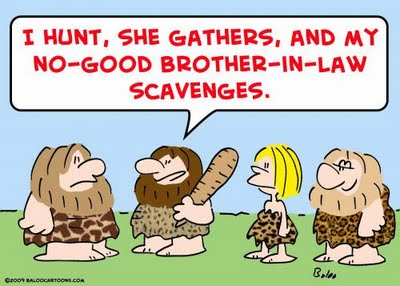 I HUNT, SHE GATHERS, AND MY
NO-GOOD BROTHER-IN-LAW
SCAVENGES.
Baloo
©2009 BALOOCARTOONS.COM